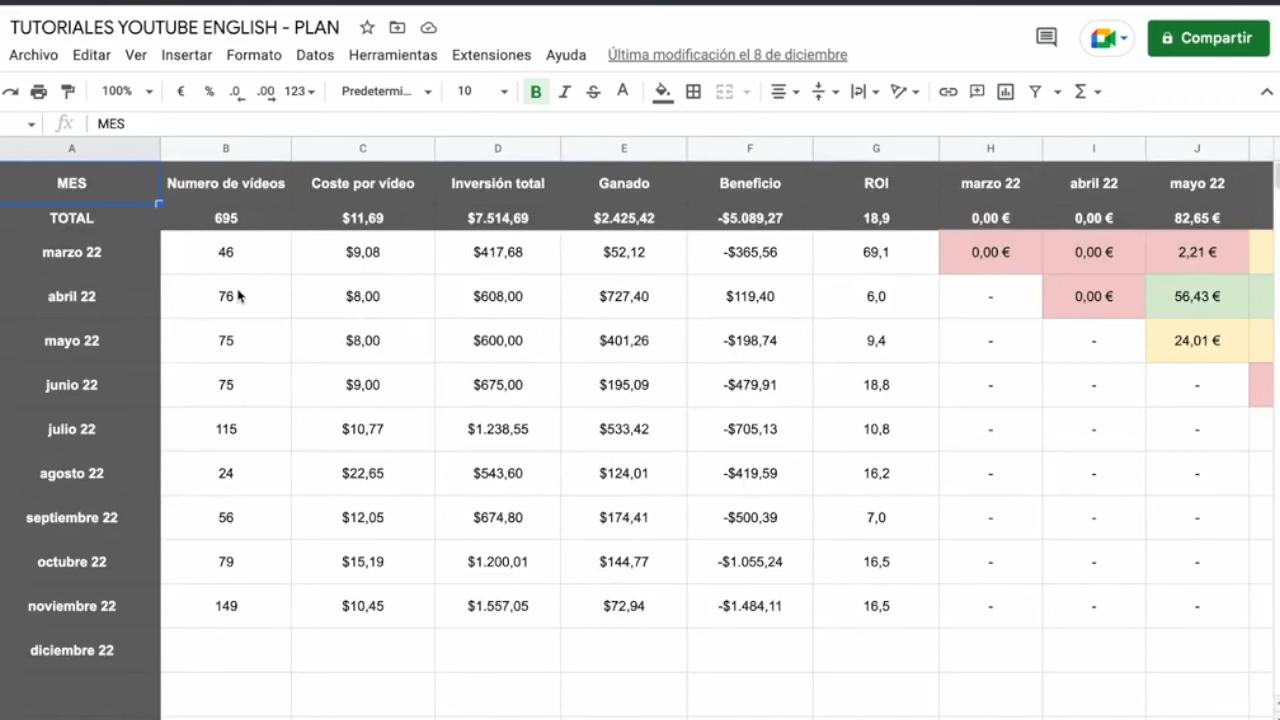 TUTORIALES YOUTUBE ENGLISH - PLAN
Archivo Editar Ver Insertar Formato Datos Herramientas Extensiones Ayuda Última modificación el 8 de diciembre
Compartir
100% € % .0 .00 123 Predetermi... 10 B I S A Σ
fx MES
A B C D E F G H I J
MES Numero de vídeos Coste por vídeo Inversión total Ganado Beneficio ROI marzo 22 abril 22 mayo 22
TOTAL 695 $11,69 $7.514,69 $2.425,42 -$5.089,27 18,9 0,00 € 0,00 € 82,65 €
marzo 22 46 $9,08 $417,68 $52,12 -$365,56 69,1 0,00 € 0,00 € 2,21 €
abril 22 76 $8,00 $608,00 $727,40 $119,40 6,0 - 0,00 € 56,43 €
mayo 22 75 $8,00 $600,00 $401,26 -$198,74 9,4 - - 24,01 €
junio 22 75 $9,00 $675,00 $195,09 -$479,91 18,8 - - -
julio 22 115 $10,77 $1.238,55 $533,42 -$705,13 10,8 - - -
agosto 22 24 $22,65 $543,60 $124,01 -$419,59 16,2 - - -
septiembre 22 56 $12,05 $674,80 $174,41 -$500,39 7,0 - - -
octubre 22 79 $15,19 $1.200,01 $144,77 -$1.055,24 16,5 - - -
noviembre 22 149 $10,45 $1.557,05 $72,94 -$1.484,11 16,5 - - -
diciembre 22